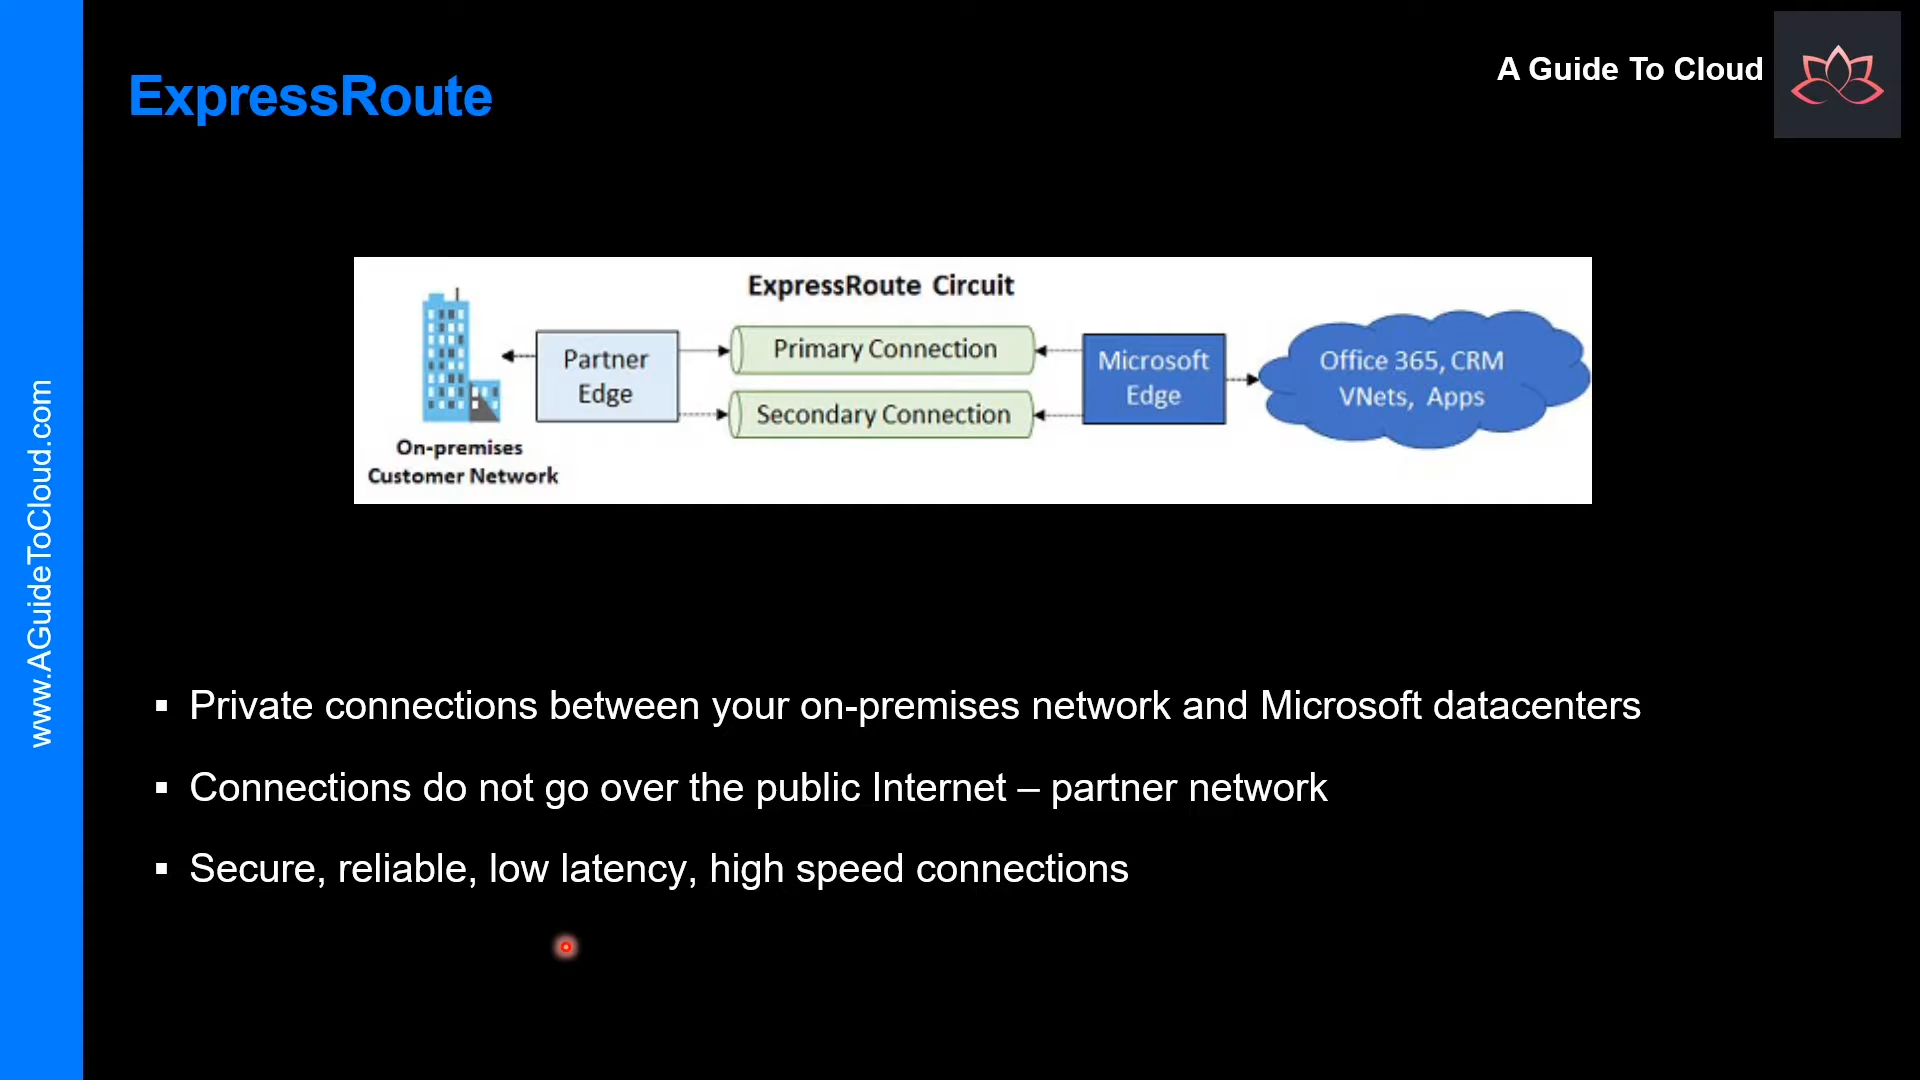 ExpressRoute
A Guide To Cloud
www.AGuideToCloud.com
ExpressRoute Circuit
On-premises
Customer Network
Partner
Edge
Primary Connection
Secondary Connection
Microsoft
Edge
Office 365, CRM
VNets, Apps
▪ Private connections between your on-premises network and Microsoft datacenters
▪ Connections do not go over the public Internet – partner network
▪ Secure, reliable, low latency, high speed connections